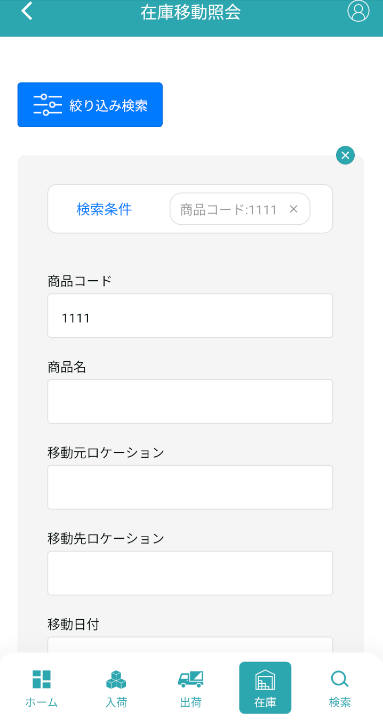 在庫移動照会
絞り込み検索
検索条件 商品コード:1111 ×
商品コード
1111
商品名
移動元ロケーション
移動先ロケーション
移動日付
ホーム 入荷 出荷 在庫 検索